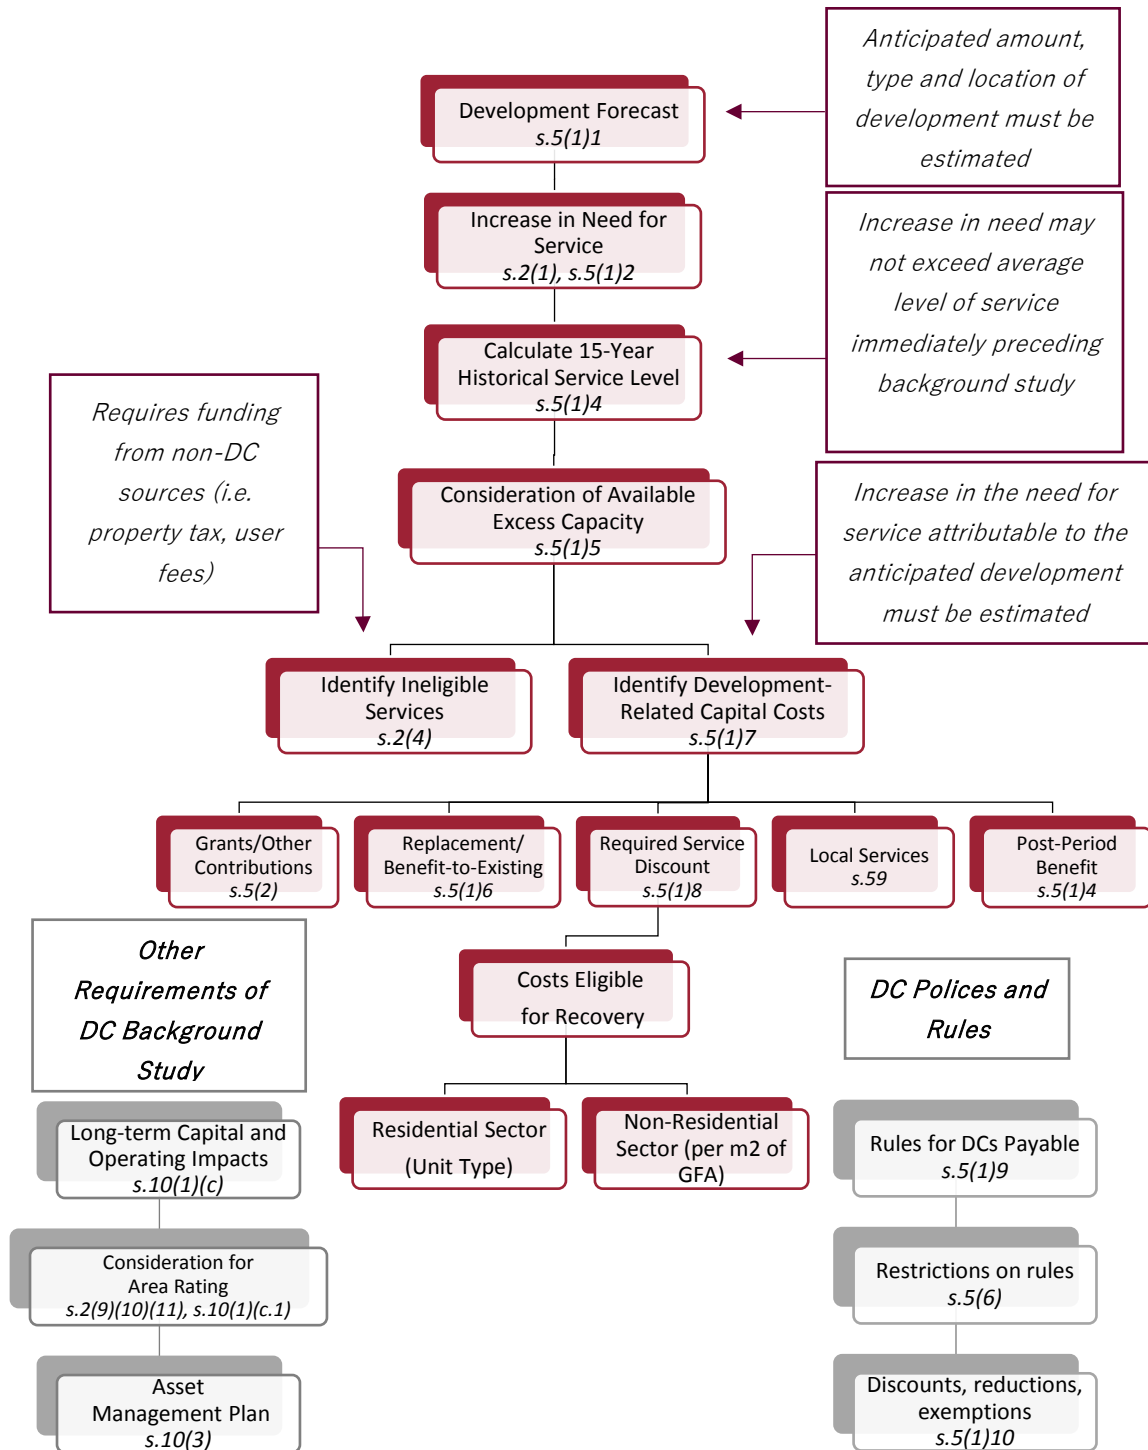 Anticipated amount,
type and location of
development must be
estimated
Development Forecast
s.5(1)1
Increase in Need for
Service
s.2(1), s.5(1)2
Increase in need may
not exceed average
level of service
immediately preceding
background study
Calculate 15-Year
Historical Service Level
s.5(1)4
Requires funding
from non-DC
sources (i.e.
property tax, user
fees)
Consideration of Available
Excess Capacity
s.5(1)5
Increase in the need for
service attributable to the
anticipated development
must be estimated
Identify Ineligible
Services
s.2(4)
Identify Development-
Related Capital Costs
s.5(1)7
Grants/Other
Contributions
s.5(2)
Replacement/
Benefit-to-Existing
s.5(1)6
Required Service
Discount
s.5(1)8
Local Services
s.59
Post-Period
Benefit
s.5(1)4
Other
Requirements of
DC Background
Study
Costs Eligible
for Recovery
DC Polices and
Rules
Residential Sector
(Unit Type)
Non-Residential
Sector (per m2 of
GFA)
Long-term Capital and
Operating Impacts
s.10(1)(c)
Consideration for
Area Rating
s.2(9)(10)(11), s.10(1)(c.1)
Asset
Management Plan
s.10(3)
Rules for DCs Payable
s.5(1)9
Restrictions on rules
s.5(6)
Discounts, reductions,
exemptions
s.5(1)10